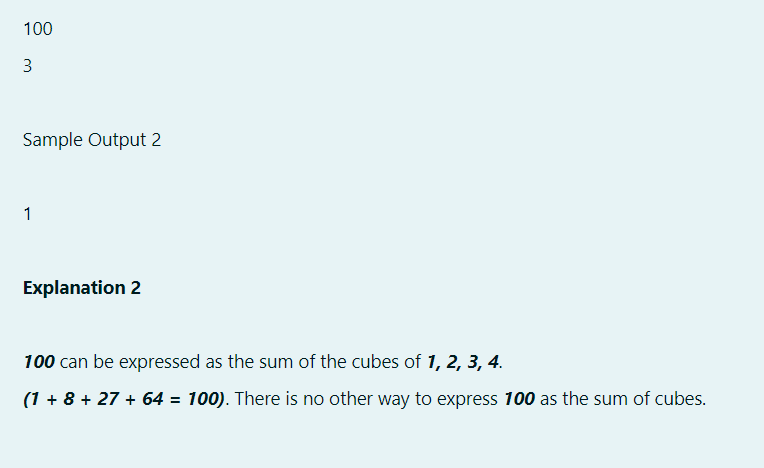 100
3
Sample Output 2
1
Explanation 2
100 can be expressed as the sum of the cubes of 1, 2, 3, 4.
(1 + 8 + 27 + 64 = 100). There is no other way to express 100 as the sum of cubes.